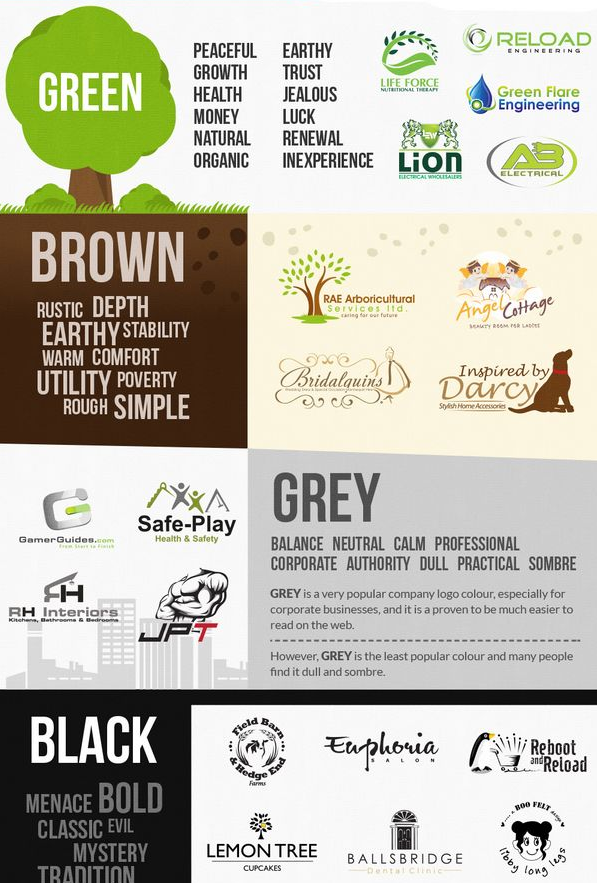 GREEN
PEACEFUL
GROWTH
HEALTH
MONEY
NATURAL
ORGANIC
EARTHY
TRUST
JEALOUS
LUCK
RENEWAL
INEXPERIENCE
LIFE FORCE
NUTRITIONAL THERAPY
RELOAD
ENGINEERING
Green Flare
Engineering
LEW
LiON
ELECTRICAL WHOLESALERS
A3
ELECTRICAL
BROWN
RUSTIC DEPTH
EARTHY STABILITY
WARM COMFORT
UTILITY POVERTY
ROUGH SIMPLE
RAE Arboricultural
Services ltd.
caring for our future
Angel Cottage
BEAUTY ROOM FOR LADIES
Bridalquins
Inspired by
Darcy
Stylish Home Accessories
GamerGuides.com
From Start to Finish
Safe-Play
Health & Safety
RH Interiors
Kitchens, Bathrooms & Bedrooms
JPT
GREY
BALANCE NEUTRAL CALM PROFESSIONAL
CORPORATE AUTHORITY DULL PRACTICAL SOMBRE
GREY is a very popular company logo colour, especially for
corporate businesses, and it is a proven to be much easier to
read on the web.
However, GREY is the least popular colour and many people
find it dull and sombre.
BLACK
MENACE BOLD
CLASSIC EVIL
MYSTERY
TRADITION
Field Barn
& Hedge End
Farms
Euphoria
SALON
Reboot
and Reload
LEMON TREE
CUPCAKES
BALLSBRIDGE
Dental Clinic
a BOO FELT design
libby long legs